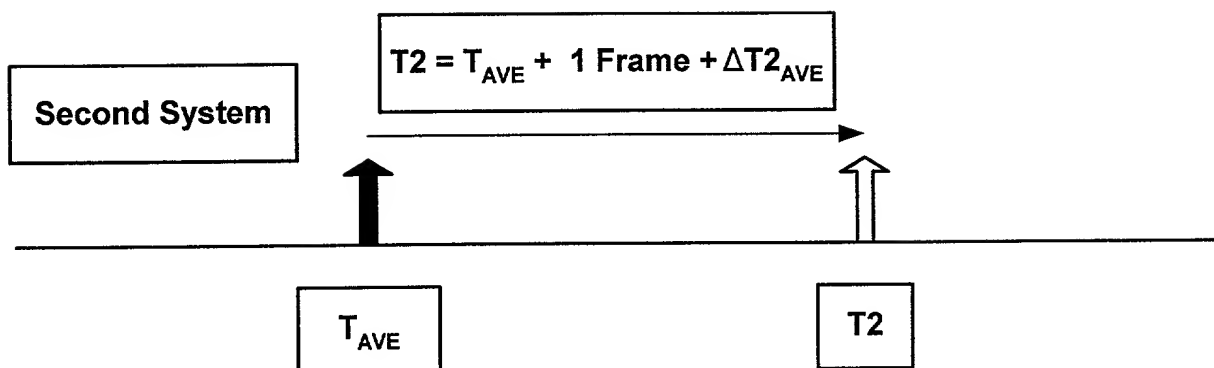 T2 = T_AVE + 1 Frame + ΔT2_AVE
Second System
T_AVE
T2